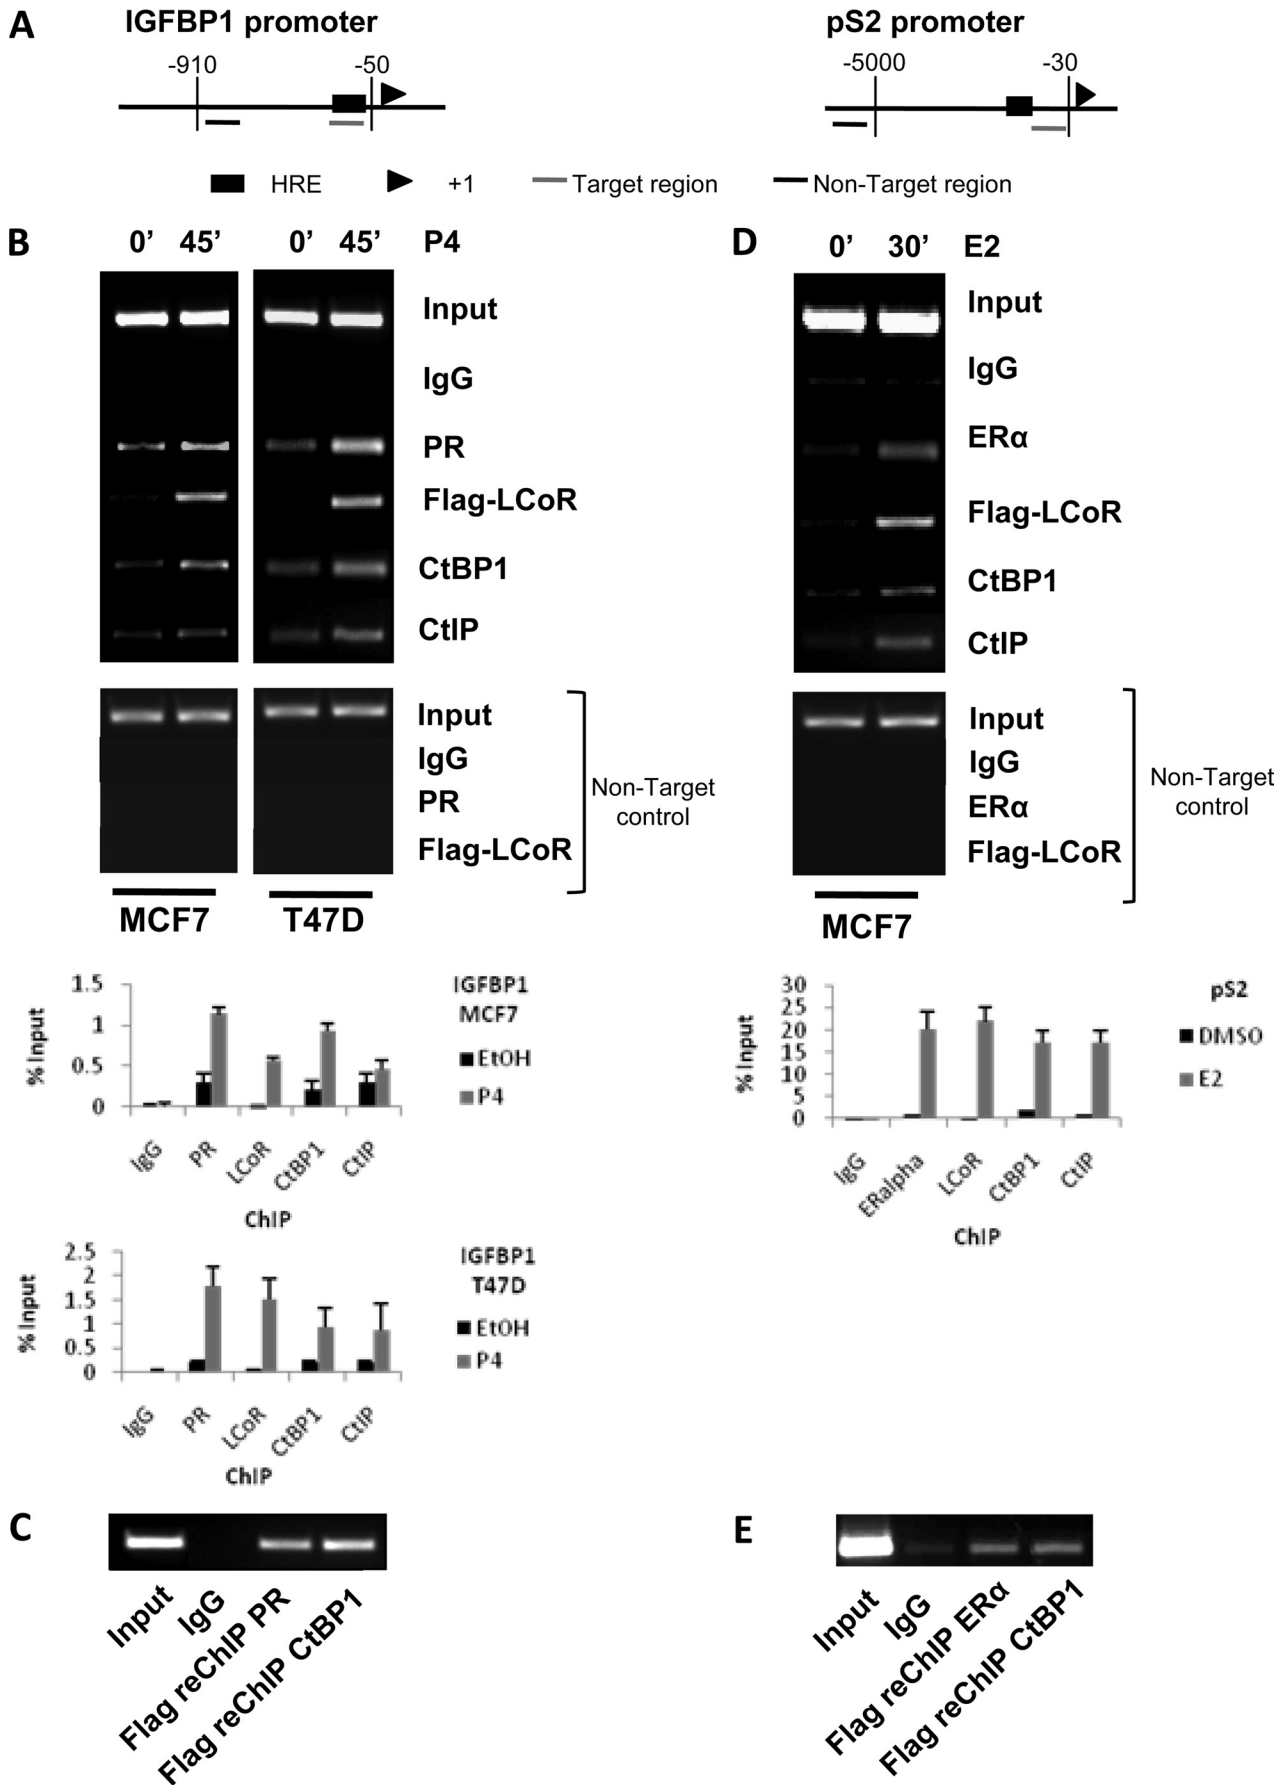 A
IGFBP1 promoter
pS2 promoter
-910
-50
-5000
-30
HRE
+1
Target region
Non-Target region
B
0’ 45’ 0’ 45’ P4
Input
IgG
PR
Flag-LCoR
CtBP1
CtIP
Input
IgG
PR
Flag-LCoR
Non-Target
control
MCF7 T47D
1.5
1
0.5
0
% Input
IgG
PR
LCoR
CtBP1
CtIP
ChIP
IGFBP1
MCF7
EtOH
P4
2.5
2
1.5
1
0.5
0
% Input
IgG
PR
LCoR
CtBP1
CtIP
ChIP
IGFBP1
T47D
EtOH
P4
D
0’ 30’ E2
Input
IgG
ERα
Flag-LCoR
CtBP1
CtIP
Input
IgG
ERα
Flag-LCoR
Non-Target
control
MCF7
30
25
20
15
10
5
0
% Input
IgG
ERalpha
LCoR
CtBP1
CtIP
ChIP
pS2
DMSO
E2
C
Input
IgG
Flag reChIP PR
Flag reChIP CtBP1
E
Input
IgG
Flag reChIP ERα
Flag reChIP CtBP1